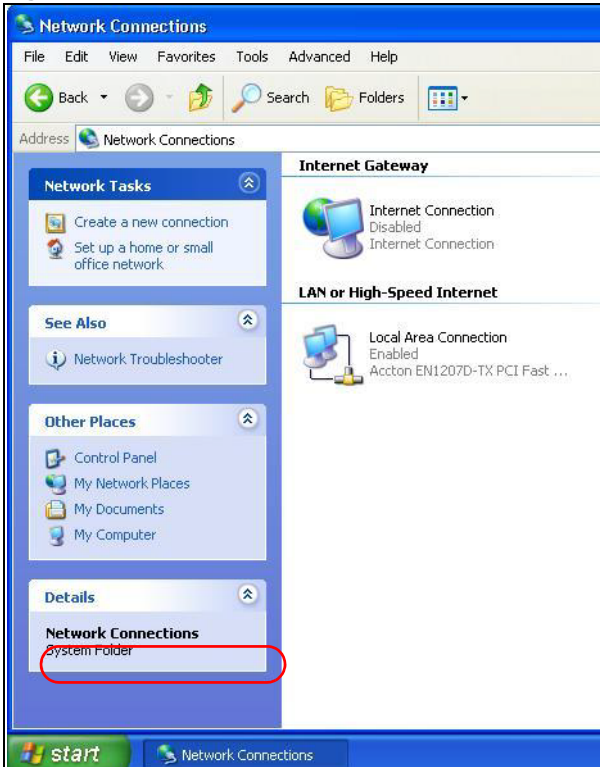 Network Connections
File Edit View Favorites Tools Advanced Help
Back Search Folders
Address Network Connections
Network Tasks
Create a new connection
Set up a home or small
office network
See Also
Network Troubleshooter
Other Places
Control Panel
My Network Places
My Documents
My Computer
Details
Network Connections
System Folder
Internet Gateway
Internet Connection
Disabled
Internet Connection
LAN or High-Speed Internet
Local Area Connection
Enabled
Accton EN1207D-TX PCI Fast ...
start Network Connections